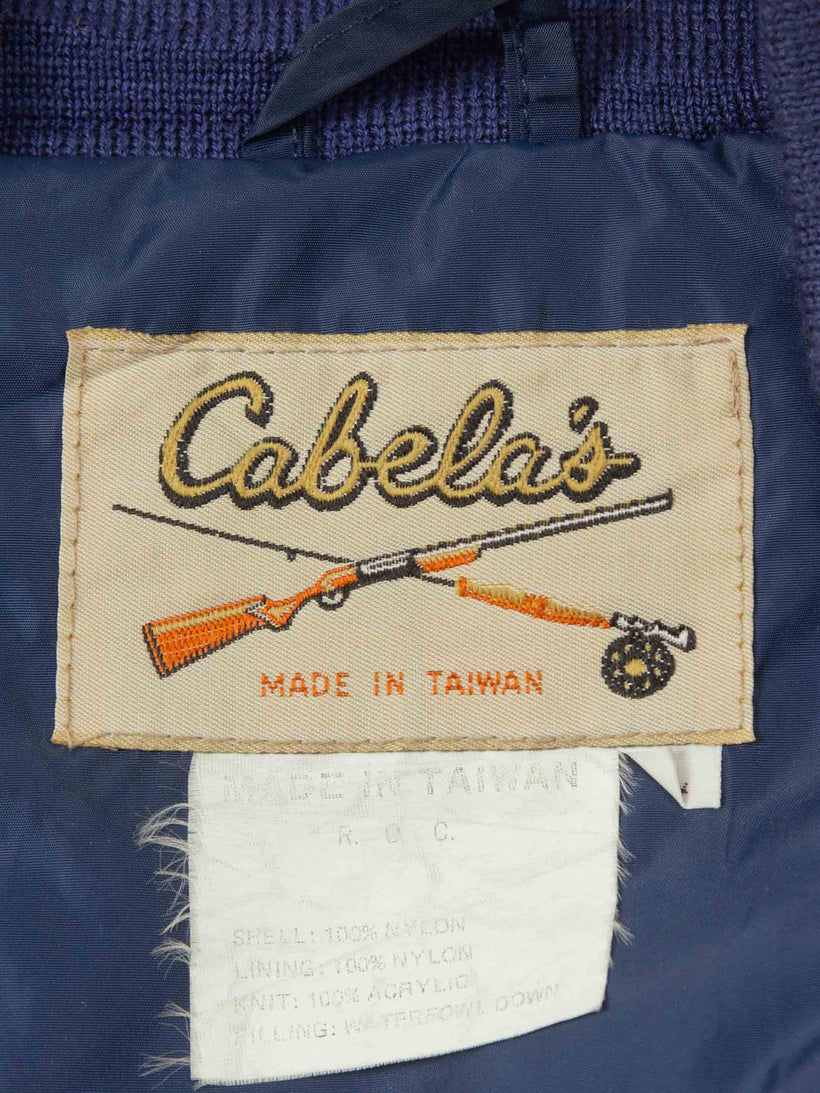 Cabela's
MADE IN TAIWAN
MADE IN TAIWAN
R. O. C.
SHELL: 100% NYLON
LINING: 100% NYLON
KNIT: 100% ACRYLIC
FILLING: WATERFOWL DOWN